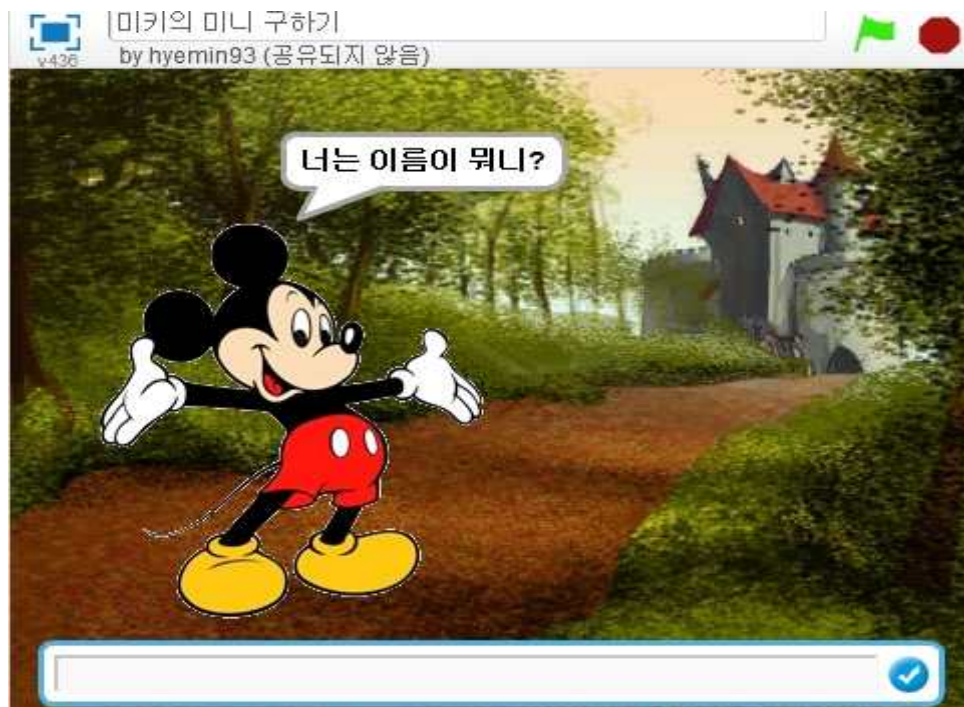 미키의 미니 구하기
v436
by hyemin93 (공유되지 않음)
너는 이름이 뭐니?